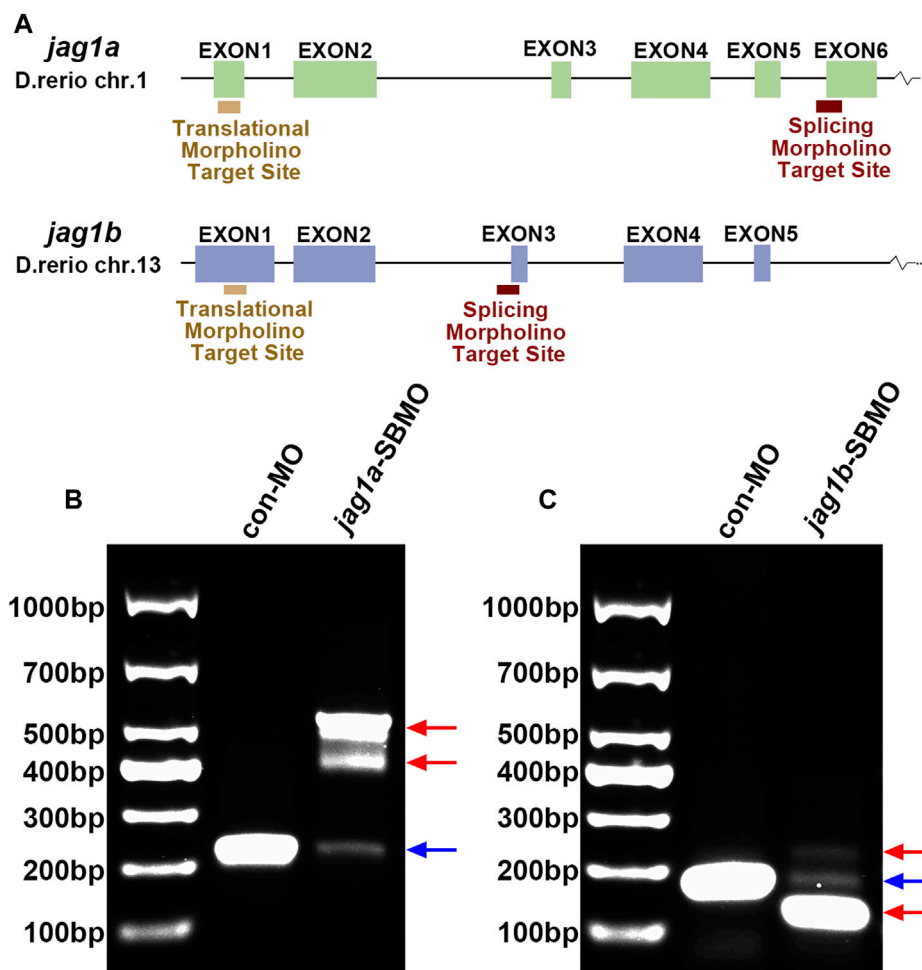 A
jag1a
D.rerio chr.1
EXON1 EXON2 EXON3 EXON4 EXON5 EXON6
Translational
Morpholino
Target Site
Splicing
Morpholino
Target Site
jag1b
D.rerio chr.13
EXON1 EXON2 EXON3 EXON4 EXON5
Translational
Morpholino
Target Site
Splicing
Morpholino
Target Site
B
con-MO
jag1a-SBMO
1000bp
700bp
500bp
400bp
300bp
200bp
100bp
C
con-MO
jag1b-SBMO
1000bp
700bp
500bp
400bp
300bp
200bp
100bp